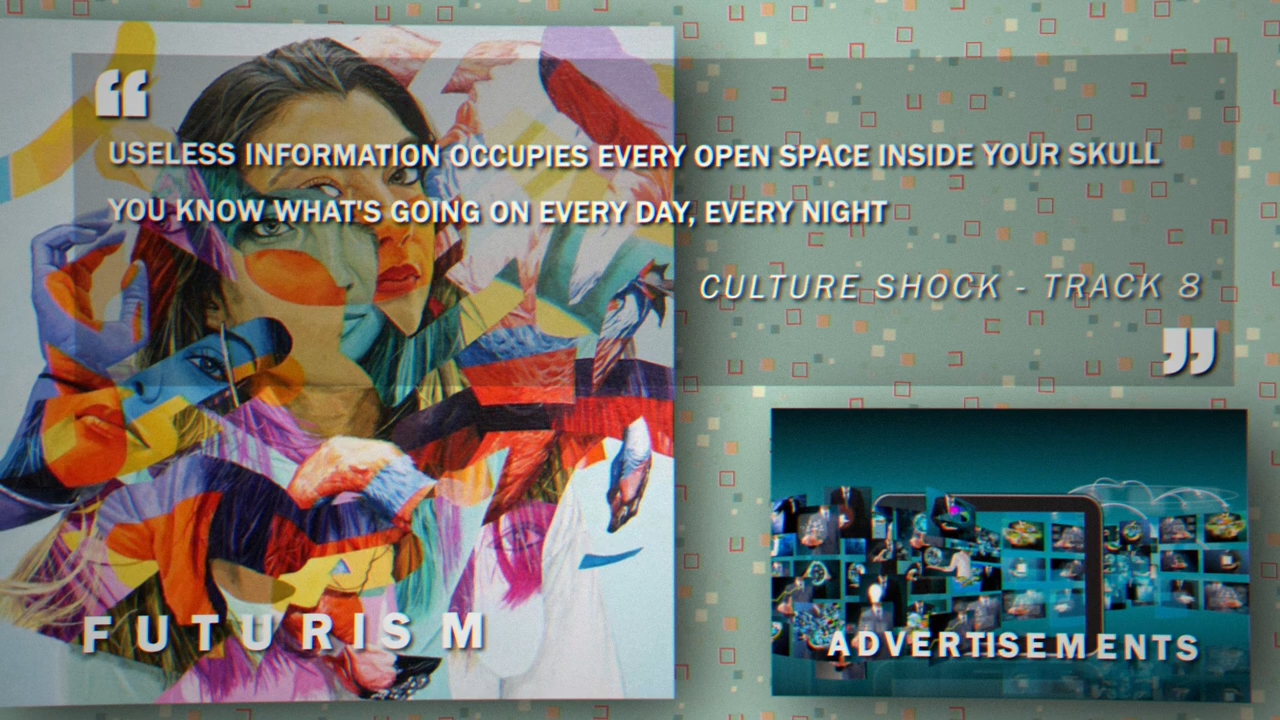 “
USELESS INFORMATION OCCUPIES EVERY OPEN SPACE INSIDE YOUR SKULL
YOU KNOW WHAT'S GOING ON EVERY DAY, EVERY NIGHT
CULTURE SHOCK - TRACK 8
”
FUTURISM
ADVERTISEMENTS